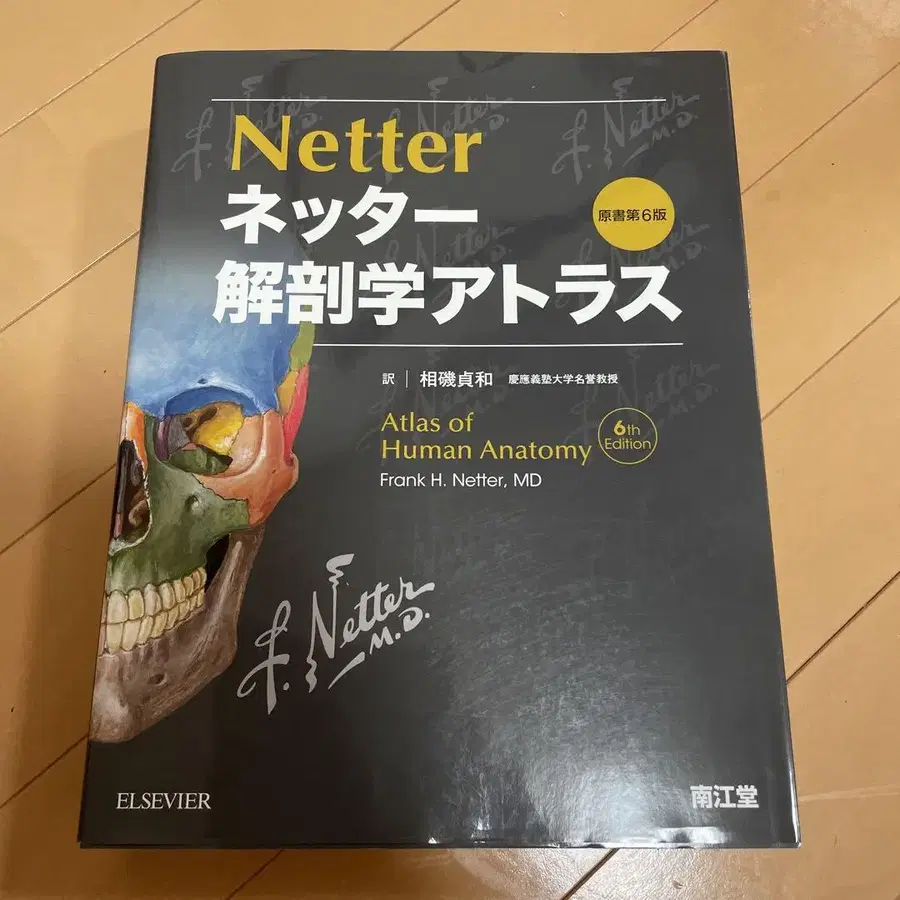 Netter
ネッター
解剖学アトラス
原書第6版
訳 | 相磯貞和 慶應義塾大学名誉教授
Atlas of
Human Anatomy
6th
Edition
Frank H. Netter, MD
F. Netter
M.D.
ELSEVIER
南江堂